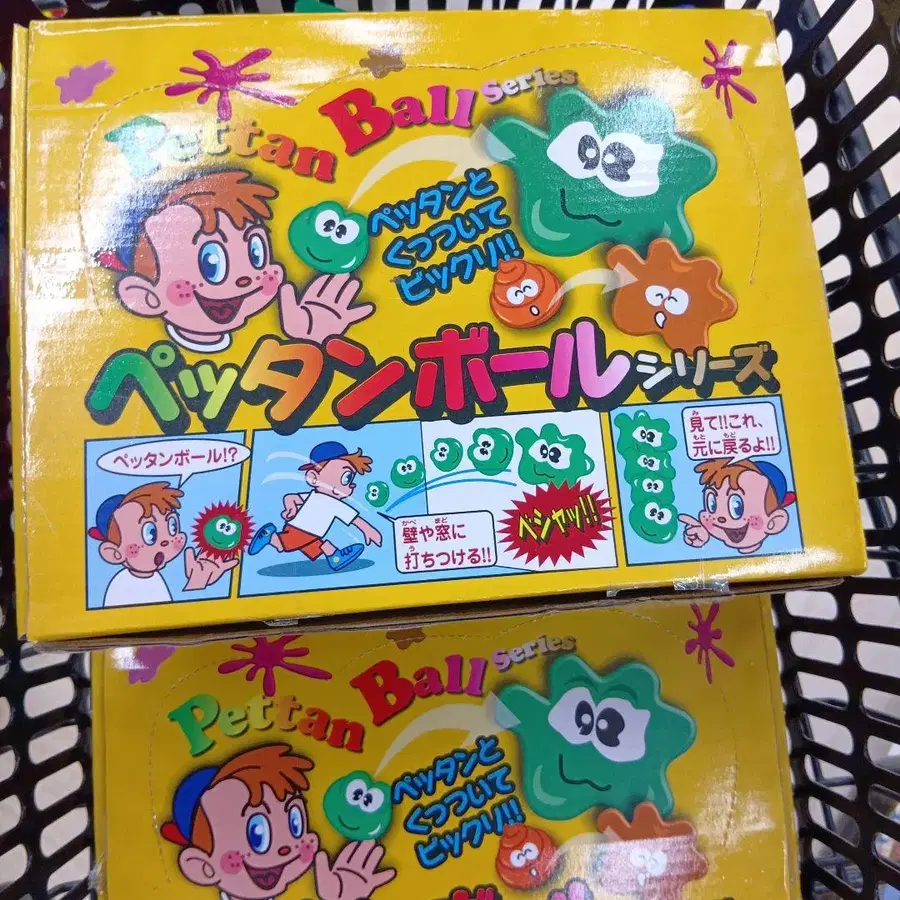 Pettan Ball Series
ペッタンと
くっついて
ビックリ!!
ペッタンボールシリーズ
ペッタンボール!?
壁や窓に
打ちつける!!
ベシャッ!!!
見て!!これ、
元に戻るよ!!
Pettan Ball Series
ペッタンと
くっついて
ビックリ!!